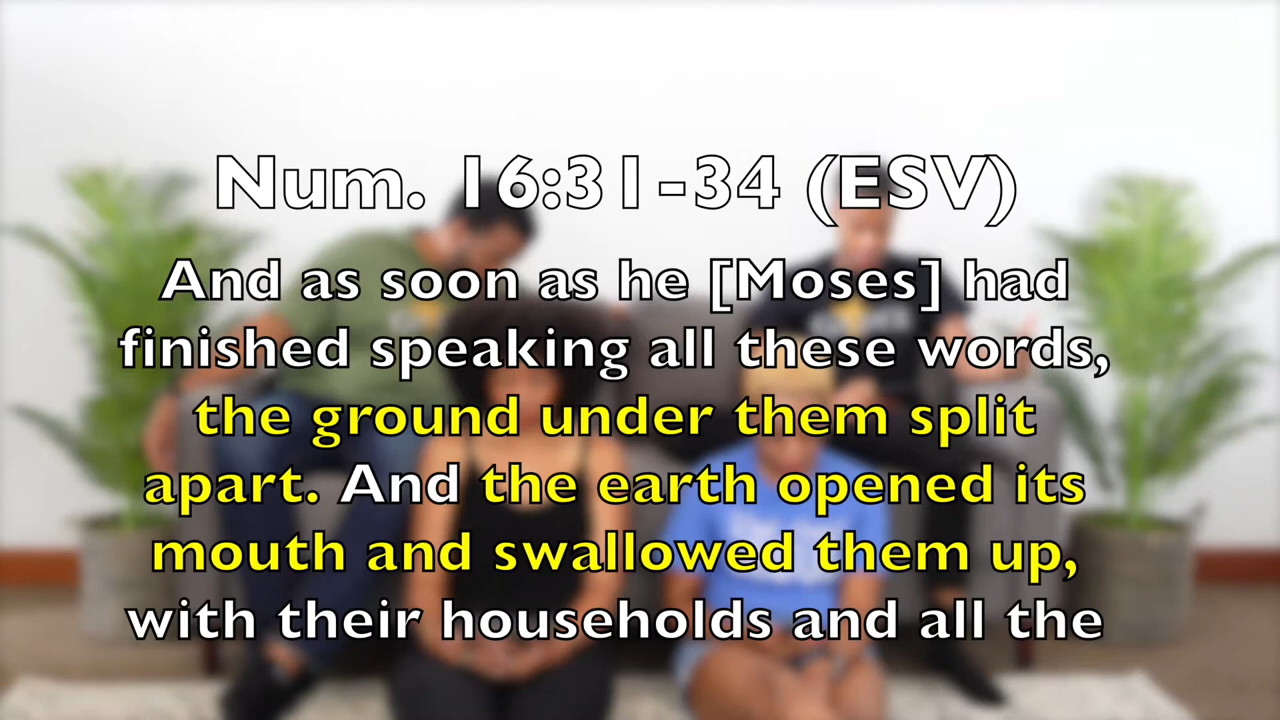 Num. 16:31-34 (ESV)
And as soon as he [Moses] had
finished speaking all these words,
the ground under them split
apart. And the earth opened its
mouth and swallowed them up,
with their households and all the